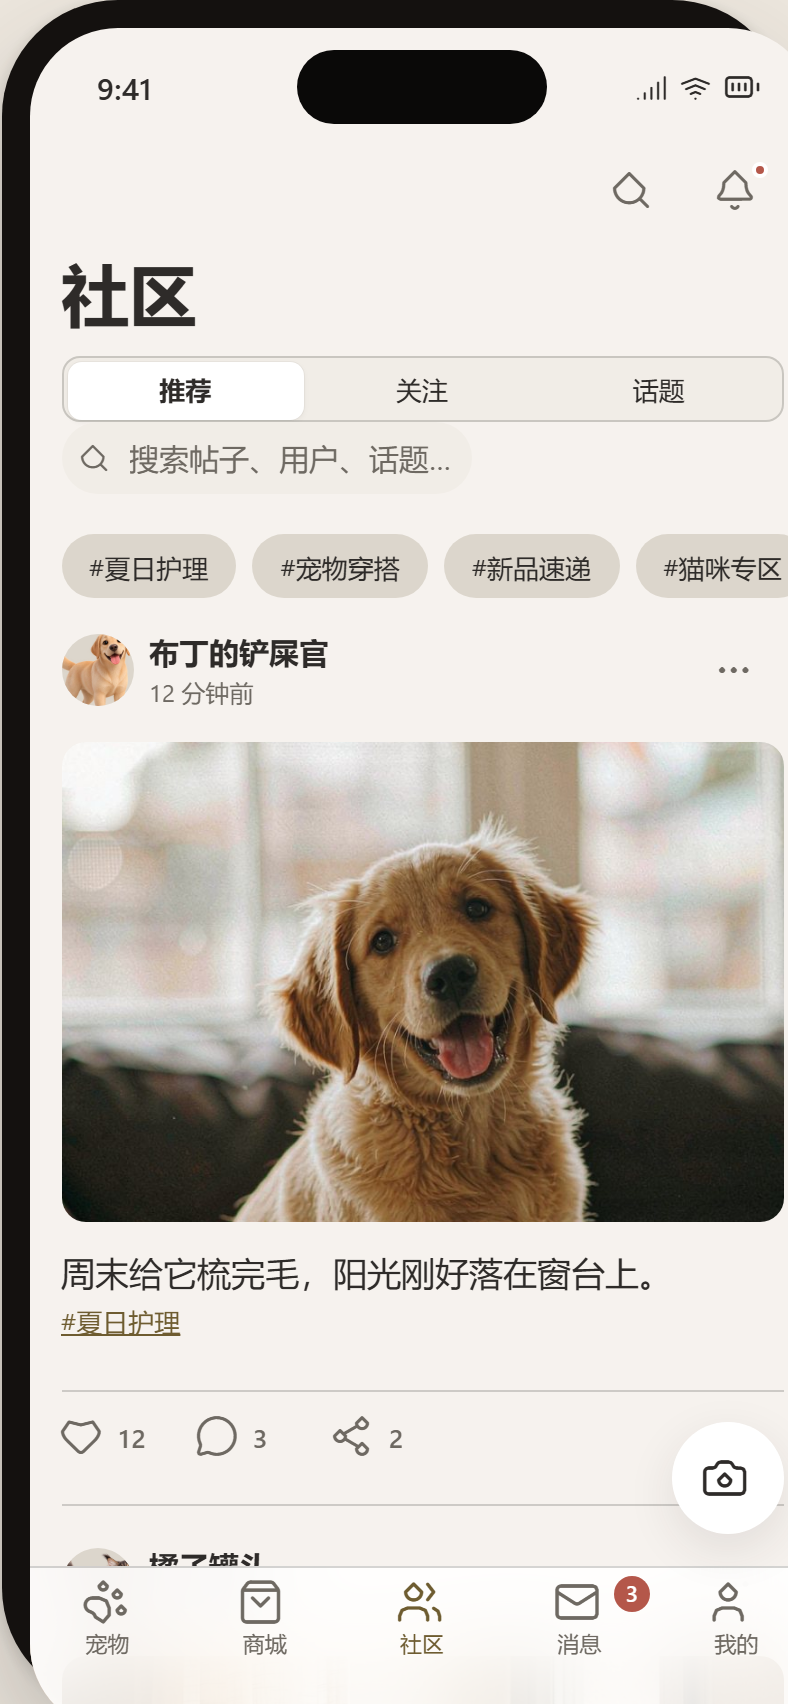 9:41
社区
推荐 关注 话题
搜索帖子、用户、话题...
#夏日护理 #宠物穿搭 #新品速递 #猫咪专区
布丁的铲屎官
12 分钟前
周末给它梳完毛，阳光刚好落在窗台上。
#夏日护理
12 3 2
橘子罐头
宠物 商城 社区 消息 3 我的